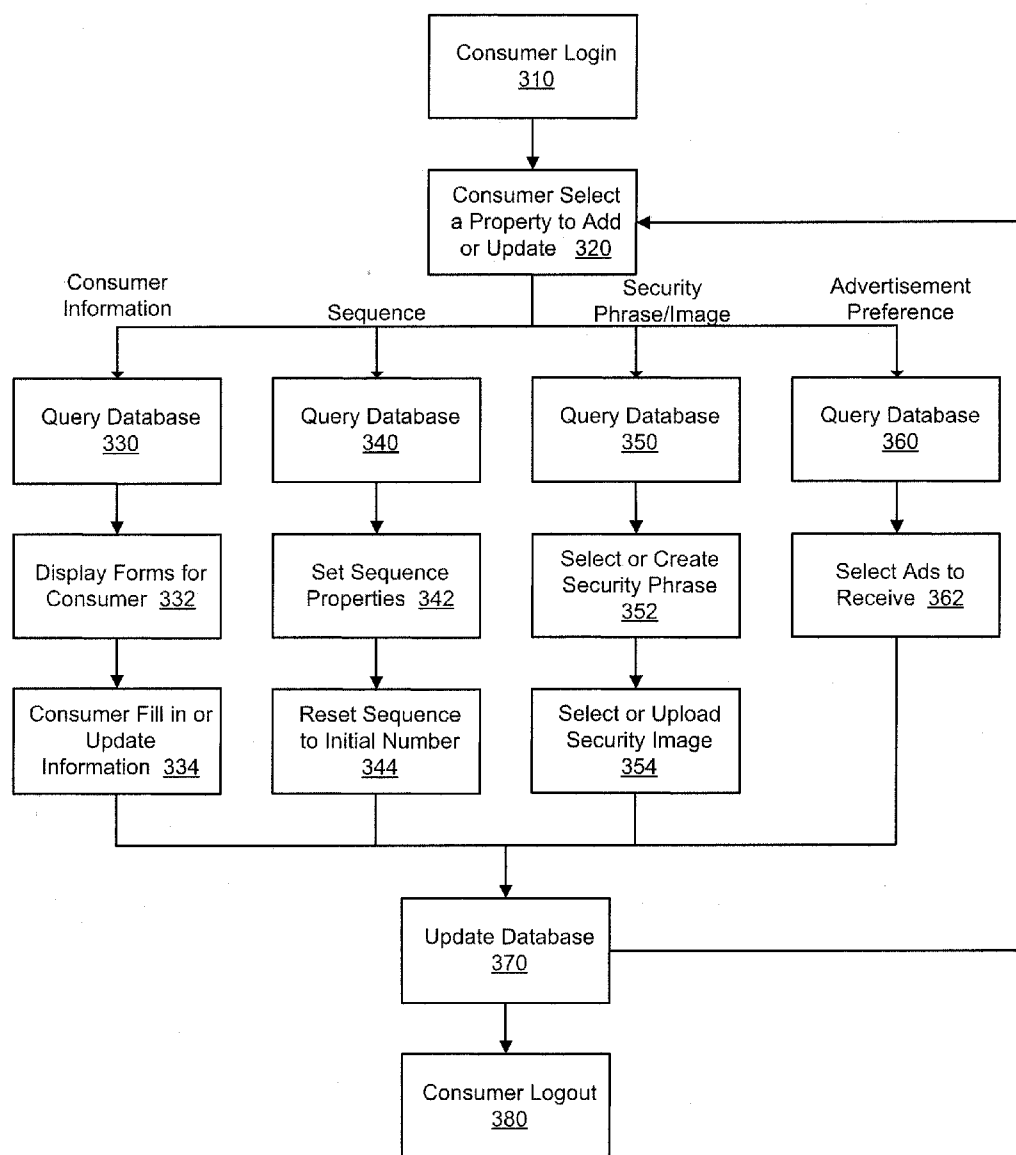 Consumer Login
310
Consumer Select
a Property to Add
or Update 320
Consumer
Information
Sequence
Security
Phrase/Image
Advertisement
Preference
Query Database
330
Query Database
340
Query Database
350
Query Database
360
Display Forms for
Consumer 332
Set Sequence
Properties 342
Select or Create
Security Phrase
352
Select Ads to
Receive 362
Consumer Fill in or
Update
Information 334
Reset Sequence
to Initial Number
344
Select or Upload
Security Image
354
Update Database
370
Consumer Logout
380